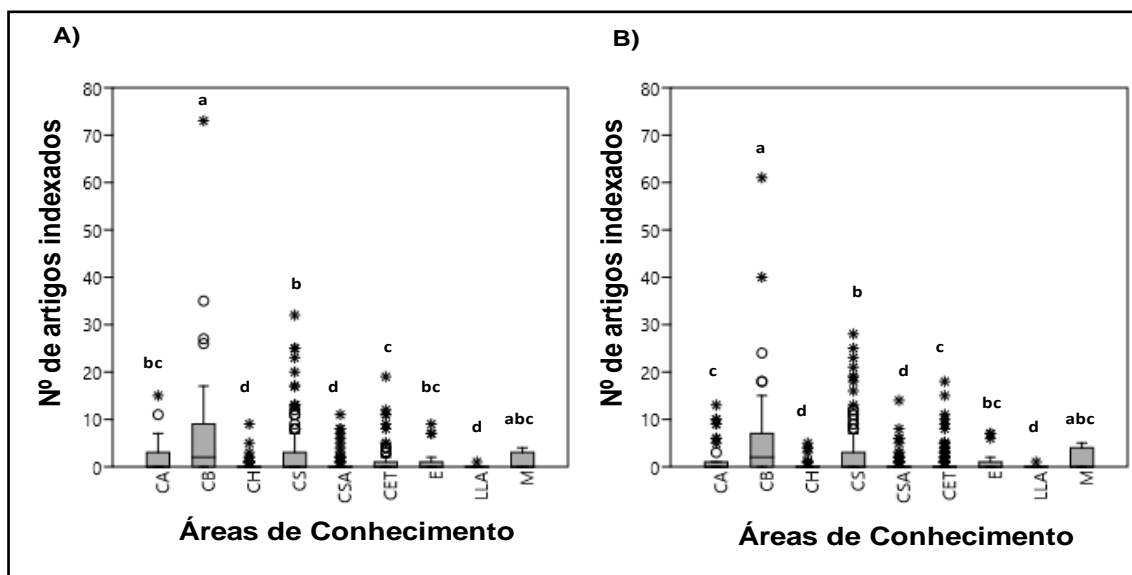 A)
B)
Nº de artigos indexados
80
70
60
50
40
30
20
10
0
a
bc
d
b
d
c
bc
d
abc
CA
CB
CH
CS
CSA
CET
E
LLA
M
Áreas de Conhecimento
Nº de artigos indexados
80
70
60
50
40
30
20
10
0
a
c
d
b
d
c
bc
d
abc
CA
CB
CH
CS
CSA
CET
E
LLA
M
Áreas de Conhecimento